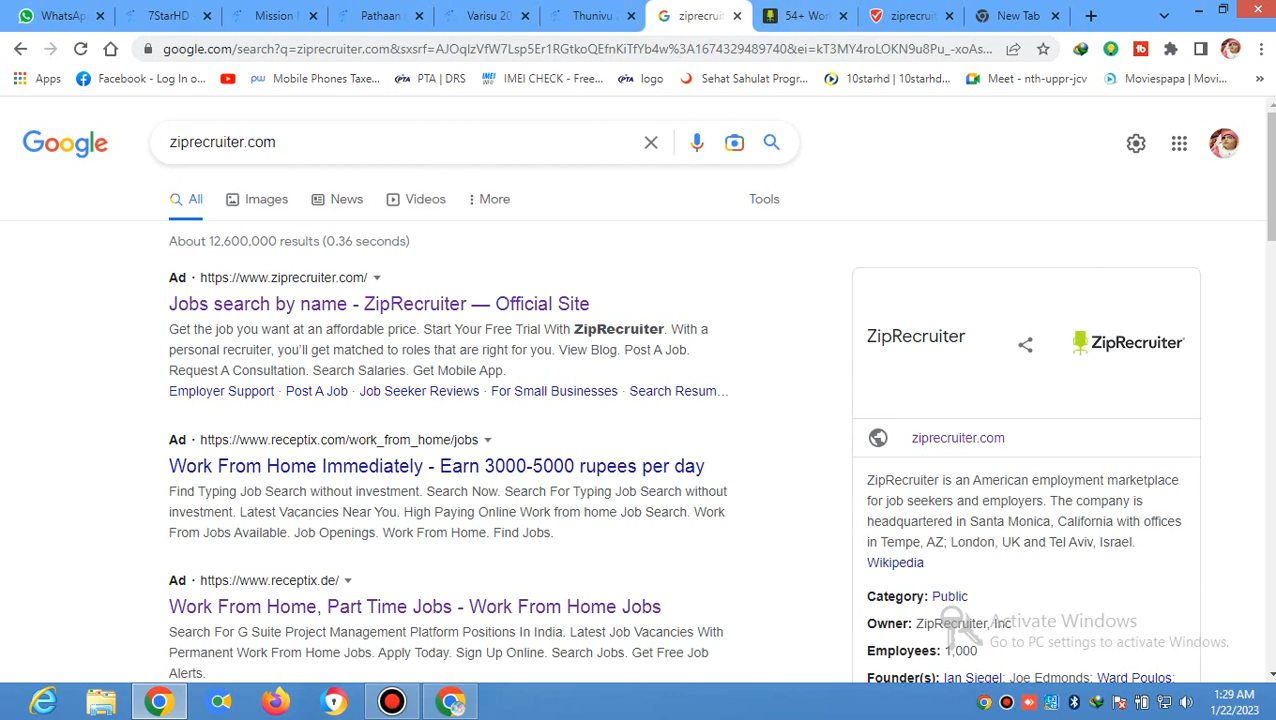 WhatsAp
7StarHD
Mission
Pathaan
Varisu 20
Thunivu
ziprecruit
54+ Wor
ziprecruit
New Tab
google.com/search?q=ziprecruiter.com&sxsrf=AJOqlzVfW7Lsp5Er1RGtkoQEfnKiTfYb4w%3A1674329489740&ei=kT3MY4roLOKN9u8Pu_-xoAs...
Apps
Facebook - Log In o...
Mobile Phones Taxe...
PTA | DRS
IMEI CHECK - Free...
logo
Sehat Sahulat Progr...
10starhd | 10starhd...
Meet - nth-uppr-jcv
Moviespapa | Movi...
Google
ziprecruiter.com
All
Images
News
Videos
More
Tools
About 12,600,000 results (0.36 seconds)
Ad · https://www.ziprecruiter.com/
Jobs search by name - ZipRecruiter — Official Site
Get the job you want at an affordable price. Start Your Free Trial With ZipRecruiter. With a
personal recruiter, you'll get matched to roles that are right for you. View Blog. Post A Job.
Request A Consultation. Search Salaries. Get Mobile App.
Employer Support · Post A Job · Job Seeker Reviews · For Small Businesses · Search Resum...
Ad · https://www.receptix.com/work_from_home/jobs
Work From Home Immediately - Earn 3000-5000 rupees per day
Find Typing Job Search without investment. Search Now. Search For Typing Job Search without
investment. Latest Vacancies Near You. High Paying Online Work from home Job Search. Work
From Jobs Available. Job Openings. Work From Home. Find Jobs.
Ad · https://www.receptix.de/
Work From Home, Part Time Jobs - Work From Home Jobs
Search For G Suite Project Management Platform Positions In India. Latest Job Vacancies With
Permanent Work From Home Jobs. Apply Today. Sign Up Online. Search Jobs. Get Free Job
Alerts.
ZipRecruiter
ZipRecruiter
ziprecruiter.com
ZipRecruiter is an American employment marketplace
for job seekers and employers. The company is
headquartered in Santa Monica, California with offices
in Tempe, AZ; London, UK and Tel Aviv, Israel.
Wikipedia
Category: Public
Owner: ZipRecruiter, Inc
Employees: 1,000
Founder(s): Ian Siegel; Joe Edmonds; Ward Poulos;
Activate Windows
Go to PC settings to activate Windows.
1:29 AM
1/22/2023